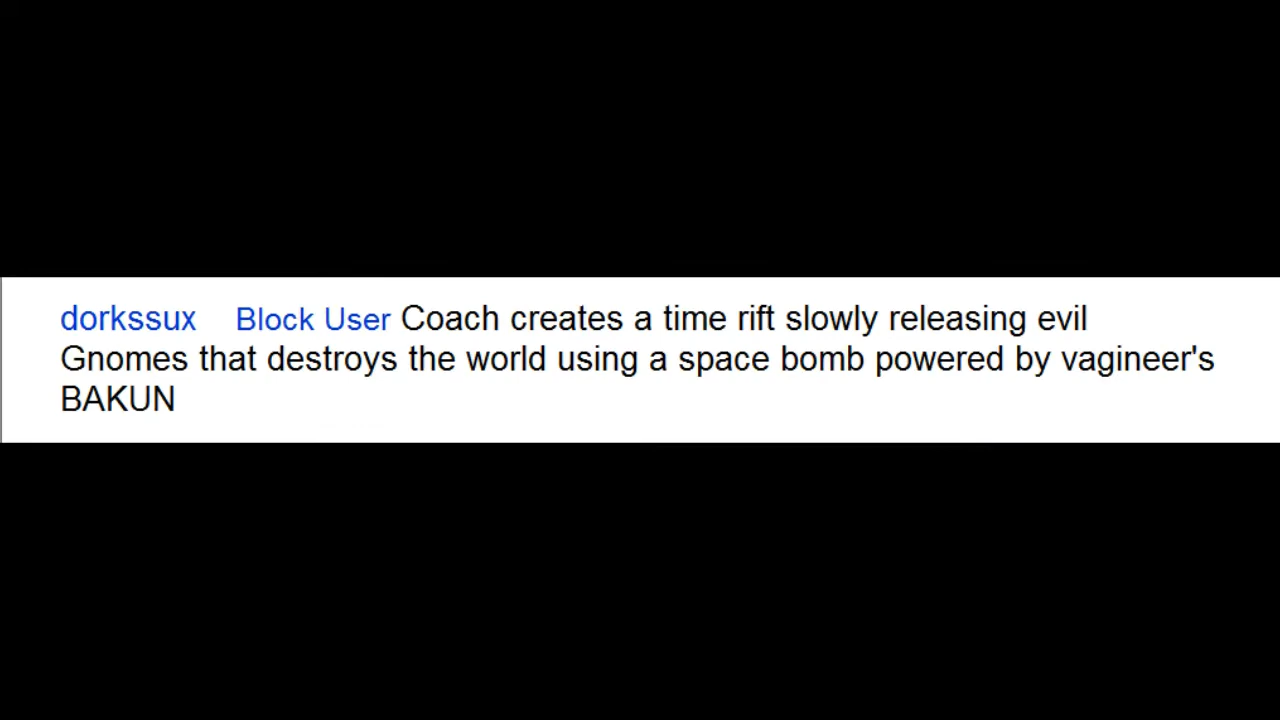 dorkssux Block User Coach creates a time rift slowly releasing evil
Gnomes that destroys the world using a space bomb powered by vagineer's
BAKUN